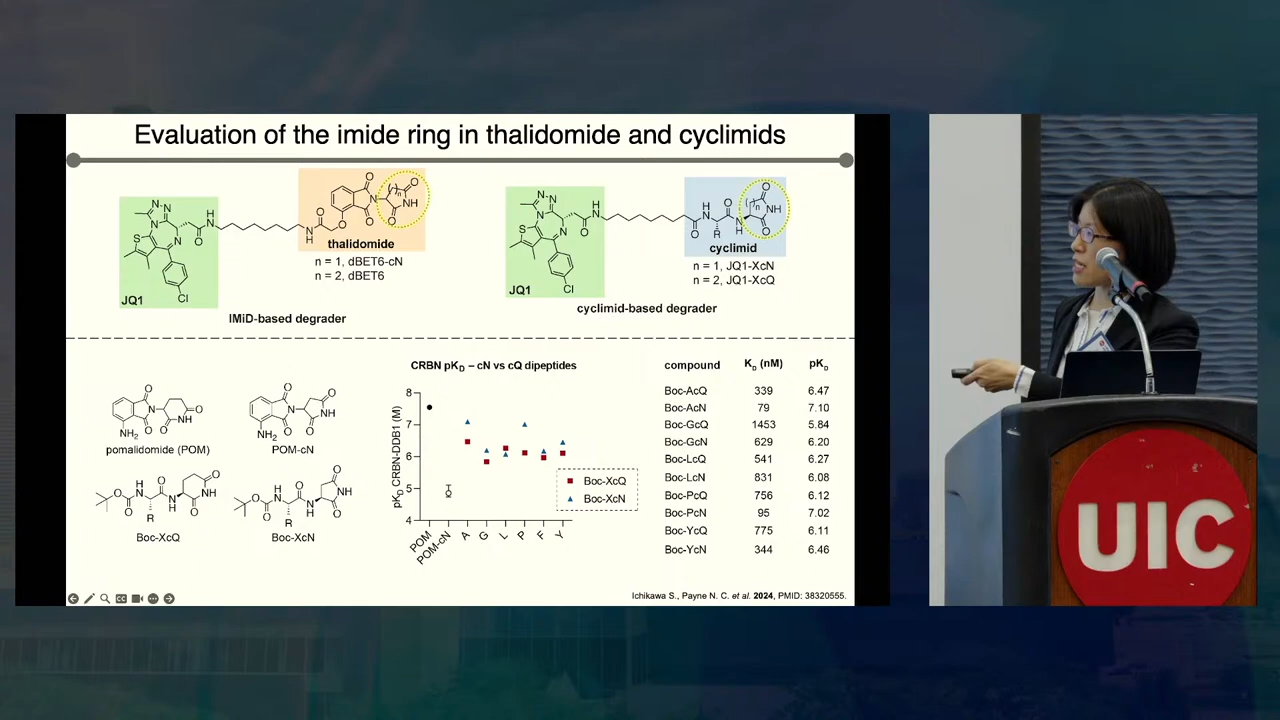 Evaluation of the imide ring in thalidomide and cyclimids
JQ1
thalidomide
n = 1, dBET6-cN
n = 2, dBET6
IMiD-based degrader
JQ1
cyclimid
n = 1, JQ1-XcN
n = 2, JQ1-XcQ
cyclimid-based degrader
pomalidomide (POM)
POM-cN
Boc-XcQ
Boc-XcN
CRBN pKD – cN vs cQ dipeptides
pKD CRBN-DDB1 (M)
8
7
6
5
4
POM
POM-cN
A
G
L
P
F
Y
Boc-XcQ
Boc-XcN
compound KD (nM) pKD
Boc-AcQ 339 6.47
Boc-AcN 79 7.10
Boc-GcQ 1453 5.84
Boc-GcN 629 6.20
Boc-LcQ 541 6.27
Boc-LcN 831 6.08
Boc-PcQ 756 6.12
Boc-PcN 95 7.02
Boc-YcQ 775 6.11
Boc-YcN 344 6.46
Ichikawa S., Payne N. C. et al. 2024, PMID: 38320555.
UIC